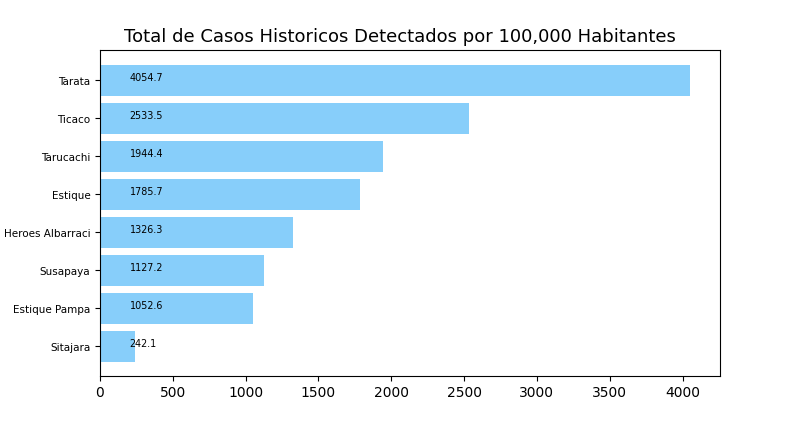 Total de Casos Historicos Detectados por 100,000 Habitantes
Tarata 4054.7
Ticaco 2533.5
Tarucachi 1944.4
Estique 1785.7
Heroes Albarraci 1326.3
Susapaya 1127.2
Estique Pampa 1052.6
Sitajara 242.1
0 500 1000 1500 2000 2500 3000 3500 4000